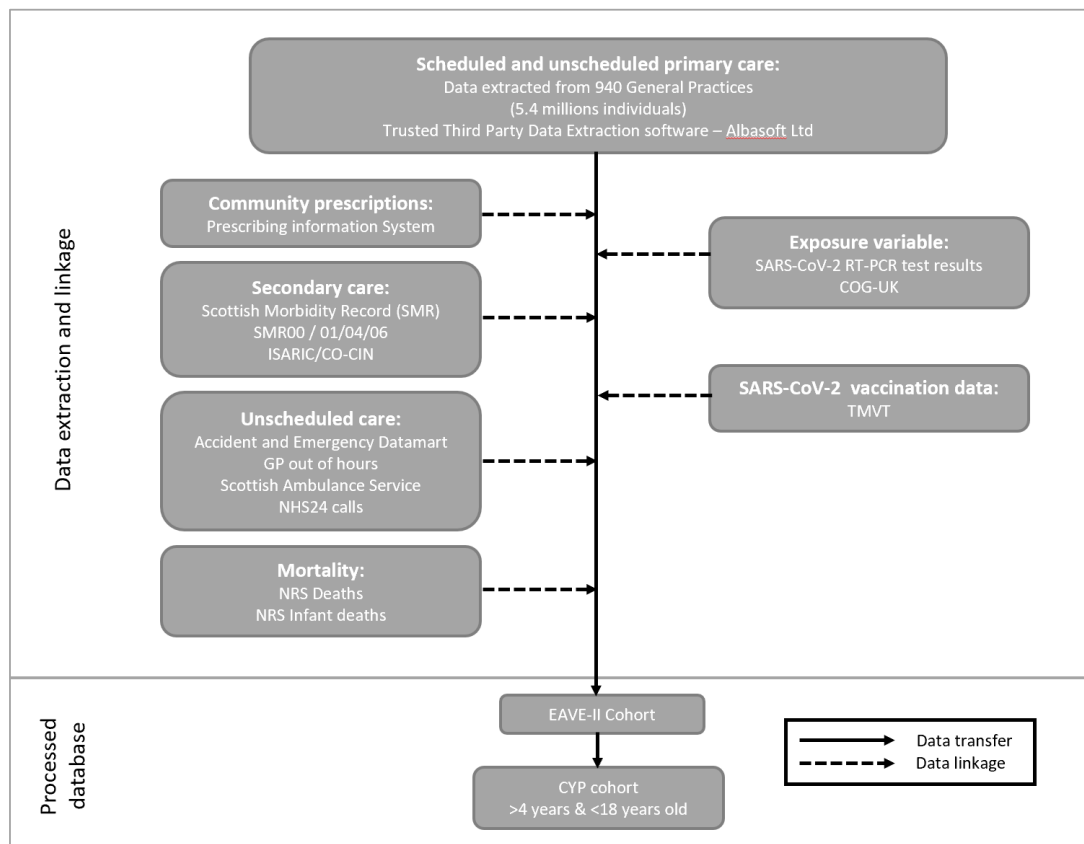 Data extraction and linkage
Scheduled and unscheduled primary care:
Data extracted from 940 General Practices
(5.4 millions individuals)
Trusted Third Party Data Extraction software – Albasoft Ltd
Community prescriptions:
Prescribing information System
Exposure variable:
SARS-CoV-2 RT-PCR test results
COG-UK
Secondary care:
Scottish Morbidity Record (SMR)
SMR00 / 01/04/06
ISARIC/CO-CIN
SARS-CoV-2 vaccination data:
TMVT
Unscheduled care:
Accident and Emergency Datamart
GP out of hours
Scottish Ambulance Service
NHS24 calls
Mortality:
NRS Deaths
NRS Infant deaths
Processed
database
EAVE-II Cohort
CYP cohort
>4 years & <18 years old
Data transfer
Data linkage